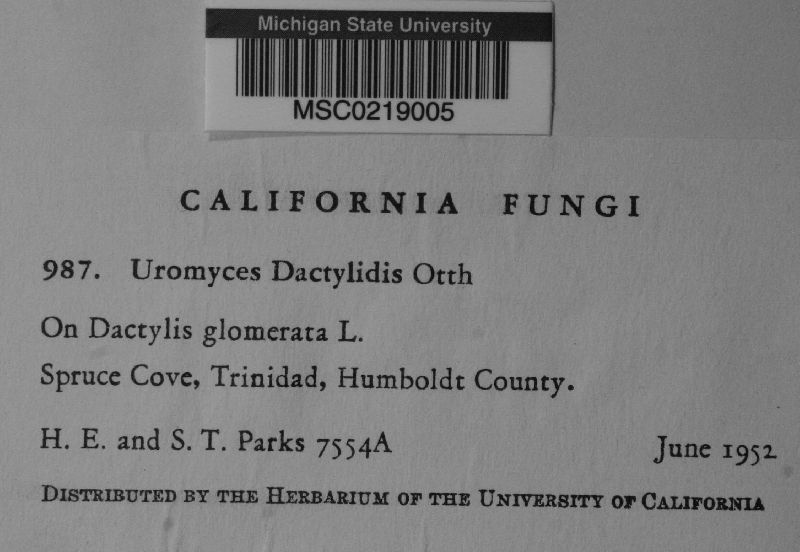 Michigan State University
MSC0219005
CALIFORNIA FUNGI
987. Uromyces Dactylidis Otth
On Dactylis glomerata L.
Spruce Cove, Trinidad, Humboldt County.
H. E. and S. T. Parks 7554A June 1952
DISTRIBUTED BY THE HERBARIUM OF THE UNIVERSITY OF CALIFORNIA